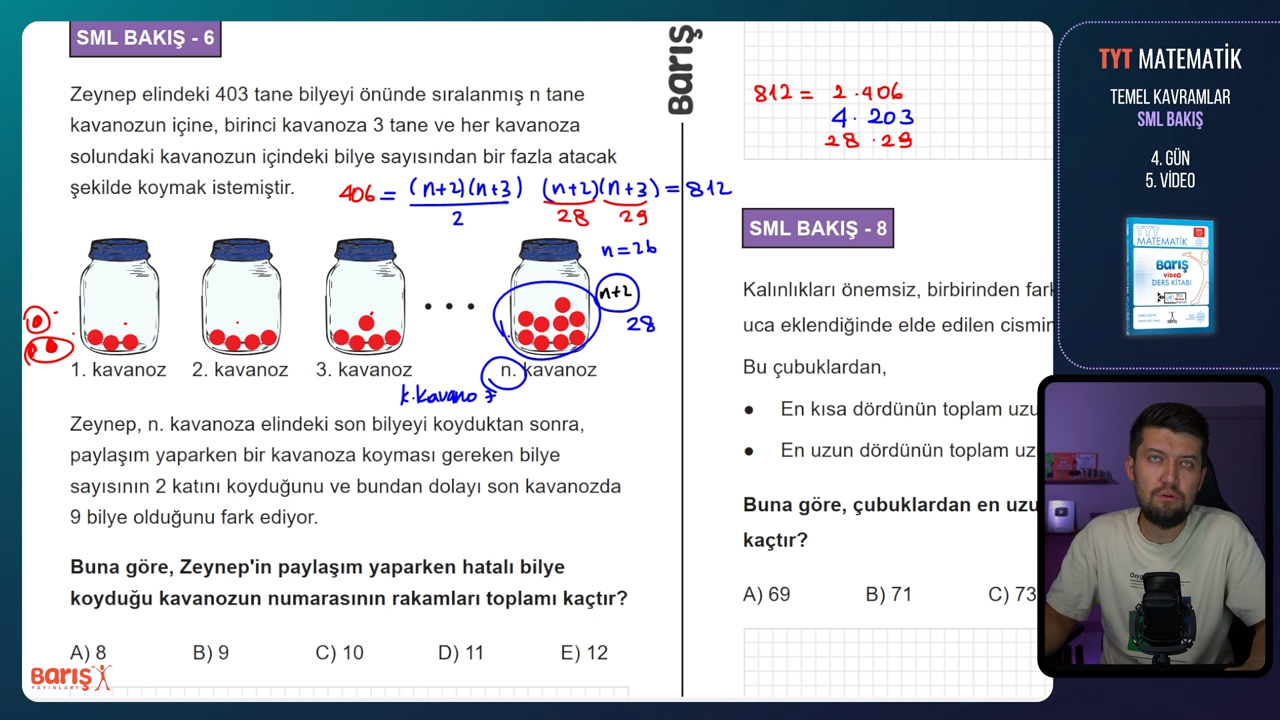 SML BAKIŞ - 6
Zeynep elindeki 403 tane bilyeyi önünde sıralanmış n tane
kavanozun içine, birinci kavanoza 3 tane ve her kavanoza
solundaki kavanozun içindeki bilye sayısından bir fazla atacak
şekilde koymak istemiştir.
406 = (n+2)(n+3) / 2
(n+2)(n+3) = 812
28 29
n=26
n+2
28
1. kavanoz 2. kavanoz 3. kavanoz n. kavanoz
k.kavanoz
Zeynep, n. kavanoza elindeki son bilyeyi koyduktan sonra,
paylaşım yaparken bir kavanoza koyması gereken bilye
sayısının 2 katını koyduğunu ve bundan dolayı son kavanozda
9 bilye olduğunu fark ediyor.
Buna göre, Zeynep'in paylaşım yaparken hatalı bilye
koyduğu kavanozun numarasının rakamları toplamı kaçtır?
A) 8 B) 9 C) 10 D) 11 E) 12
BARIŞ
YAYINLARI
Barış
812 = 2.406
4. 203
28 .29
SML BAKIŞ - 8
Kalınlıkları önemsiz, birbirinden farl
uca eklendiğinde elde edilen cismin
Bu çubuklardan,
● En kısa dördünün toplam uzu
● En uzun dördünün toplam uz
Buna göre, çubuklardan en uzu
kaçtır?
A) 69 B) 71 C) 73
TYT MATEMATİK
TEMEL KAVRAMLAR
SML BAKIŞ
4. GÜN
5. VİDEO
TYT
MATEMATİK
Barış
VİDEO
DERS KİTABI